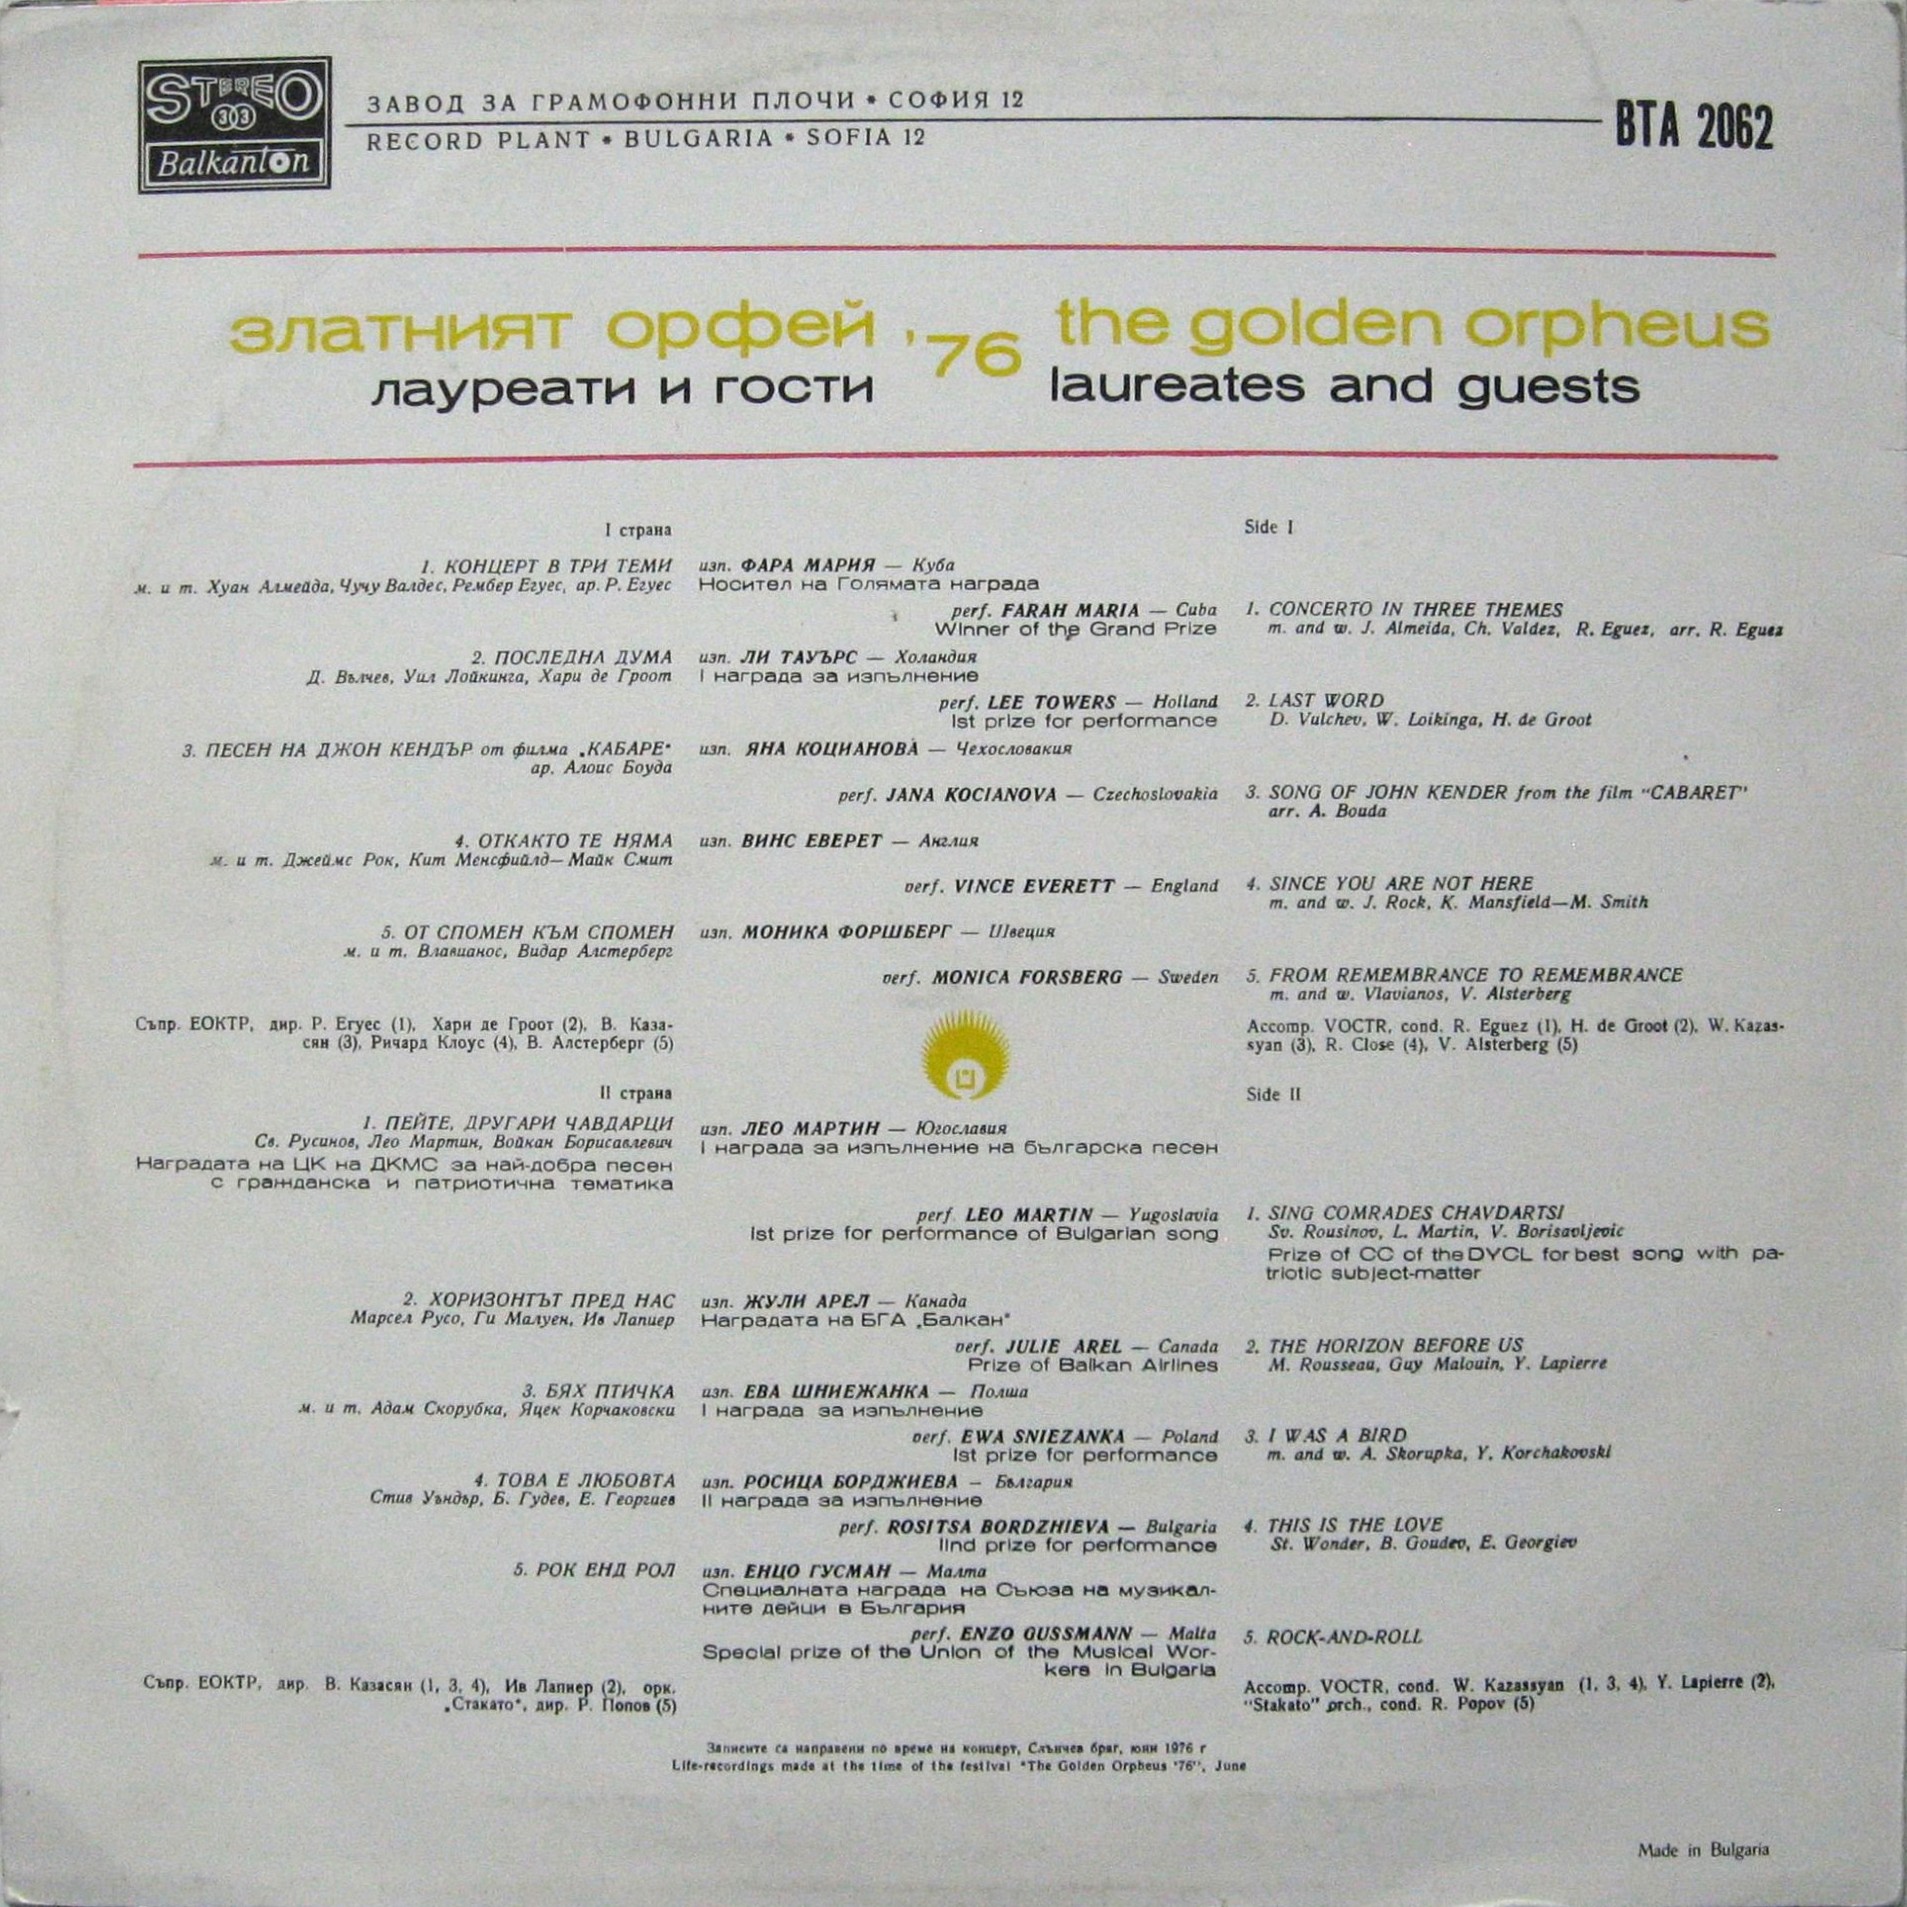 STEREO
33
Balkanton
ЗАВОД ЗА ГРАМОФОННИ ПЛОЧИ • СОФИЯ 12
RECORD PLANT • BULGARIA • SOFIA 12
ВТА 2062
златният орфей '76 the golden orpheus
лауреати и гости laureates and guests
I страна
1. КОНЦЕРТ В ТРИ ТЕМИ изп. ФАРА МАРИЯ — Куба
м. и т. Хуан Алмейда, Чучу Валдес, Рембер Егуес, ар. Р. Егуес Носител на Голямата награда
2. ПОСЛЕДНА ДУМА изп. ЛИ ТАУЪРС — Холандия
Д. Вълчев, Уил Лойкинга, Хари де Гроот I награда за изпълнение
3. ПЕСЕН НА ДЖОН КЕНДЪР от филма „КАБАРЕ“ изп. ЯНА КОЦИАНОВА — Чехословакия
ар. Алоис Боуда
4. ОТКАКТО ТЕ НЯМА изп. ВИНС ЕВЕРЕТ — Англия
м. и т. Джеймс Рок, Кит Менсфийлд—Майк Смит
5. ОТ СПОМЕН КЪМ СПОМЕН изп. МОНИКА ФОРШБЕРГ — Швеция
м. и т. Влавианос, Видар Алстерберг
Съпр. ЕОКТР, дир. Р. Егуес (1), Хари де Гроот (2), В. Каза-
сян (3), Ричард Клоус (4), В. Алстерберг (5)
Side I
perf. FARAH MARIA — Cuba 1. CONCERTO IN THREE THEMES
Winner of the Grand Prize m. and w. J. Almeida, Ch. Valdez, R. Eguez, arr. R. Eguez
perf. LEE TOWERS — Holland 2. LAST WORD
Ist prize for performance D. Vulchev, W. Loikinga, H. de Groot
perf. JANA KOCIANOVA — Czechoslovakia 3. SONG OF JOHN KENDER from the film “CABARET”
arr. A. Bouda
perf. VINCE EVERETT — England 4. SINCE YOU ARE NOT HERE
m. and w. J. Rock, K. Mansfield—M. Smith
perf. MONICA FORSBERG — Sweden 5. FROM REMEMBRANCE TO REMEMBRANCE
m. and w. Vlavianos, V. Alsterberg
Accomp. VOCTR, cond. R. Eguez (1), H. de Groot (2), W. Kazas-
syan (3), R. Close (4), V. Alsterberg (5)
II страна
1. ПЕЙТЕ, ДРУГАРИ ЧАВДАРЦИ изп. ЛЕО МАРТИН — Югославия
Св. Русинов, Лео Мартин, Войкан Борисавлевич I награда за изпълнение на българска песен
Наградата на ЦК на ДКМС за най-добра песен
с гражданска и патриотична тематика
2. ХОРИЗОНТЪТ ПРЕД НАС изп. ЖУЛИ АРЕЛ — Канада
Марсел Русо, Ги Малуен, Ив Лапиер Наградата на БГА „Балкан“
3. БЯХ ПТИЧКА изп. ЕВА ШНИЕЖАНКА — Полша
м. и т. Адам Скорубка, Яцек Корчаковски I награда за изпълнение
4. ТОВА Е ЛЮБОВТА изп. РОСИЦА БОРДЖИЕВА – България
Стив Уъндър, Б. Гудев, Е. Георгиев II награда за изпълнение
5. РОК ЕНД РОЛ изп. ЕНЦО ГУСМАН — Малта
Специалната награда на Съюза на музикал-
ните дейци в България
Съпр. ЕОКТР, дир. В. Казасян (1, 3, 4), Ив Лапиер (2), орк.
„Стакато“, дир. Р. Попов (5)
Side II
perf. LEO MARTIN — Yugoslavia 1. SING COMRADES CHAVDARTSI
Ist prize for performance of Bulgarian song Sv. Rousinov, L. Martin, V. Borisavljevic
Prize of CC of the DYCL for best song with pa-
triotic subject-matter
perf. JULIE AREL — Canada 2. THE HORIZON BEFORE US
Prize of Balkan Airlines M. Rousseau, Guy Malouin, Y. Lapierre
perf. EWA SNIEZANKA — Poland 3. I WAS A BIRD
Ist prize for performance m. and w. A. Skorupka, Y. Korchakovski
perf. ROSITSA BORDZHIEVA — Bulgaria 4. THIS IS THE LOVE
IInd prize for performance St. Wonder, B. Goudev, E. Georgiev
perf. ENZO GUSSMANN — Malta 5. ROCK-AND-ROLL
Special prize of the Union of the Musical Wor-
kers in Bulgaria
Accomp. VOCTR, cond. W. Kazassyan (1, 3, 4), Y. Lapierre (2),
“Stakato” orch., cond. R. Popov (5)
Записите са направени по време на концерт, Слънчев бряг, юни 1976 г
Life-recordings made at the time of the festival “The Golden Orpheus '76”, June
Made in Bulgaria